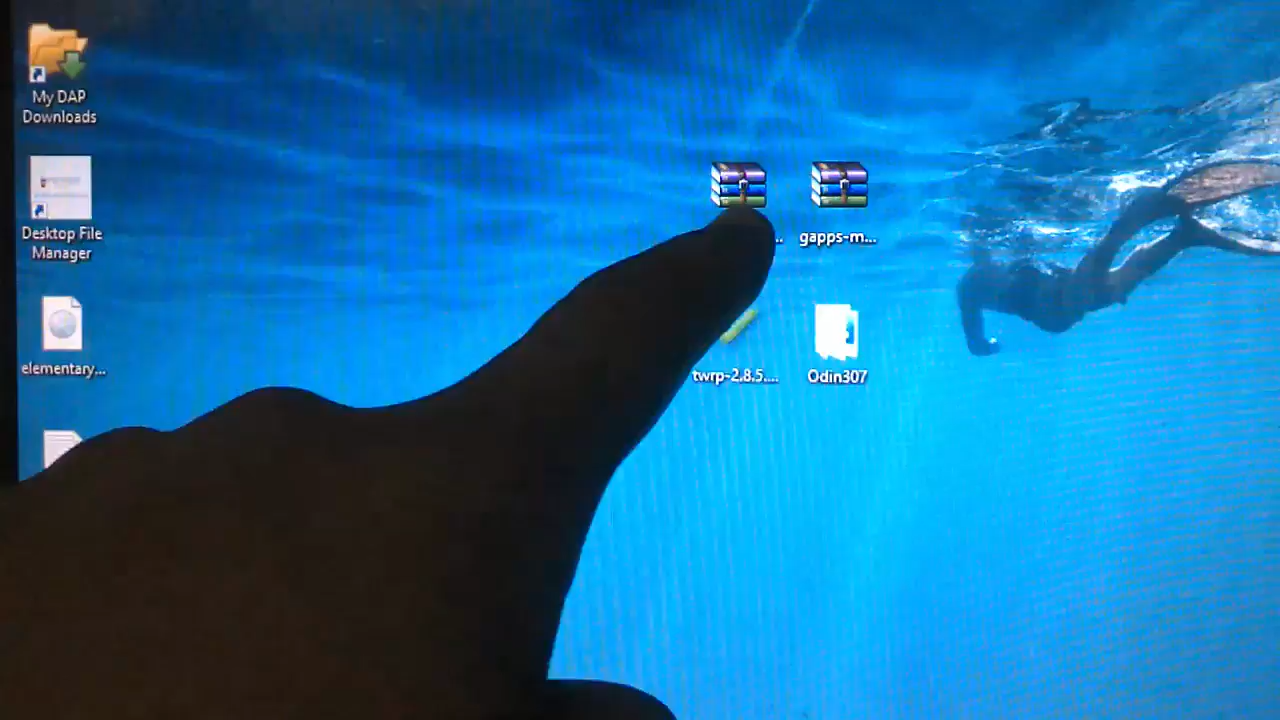 My DAP
Downloads
Desktop File
Manager
elementary...
gapps-m...
twrp-2.8.5....
Odin307